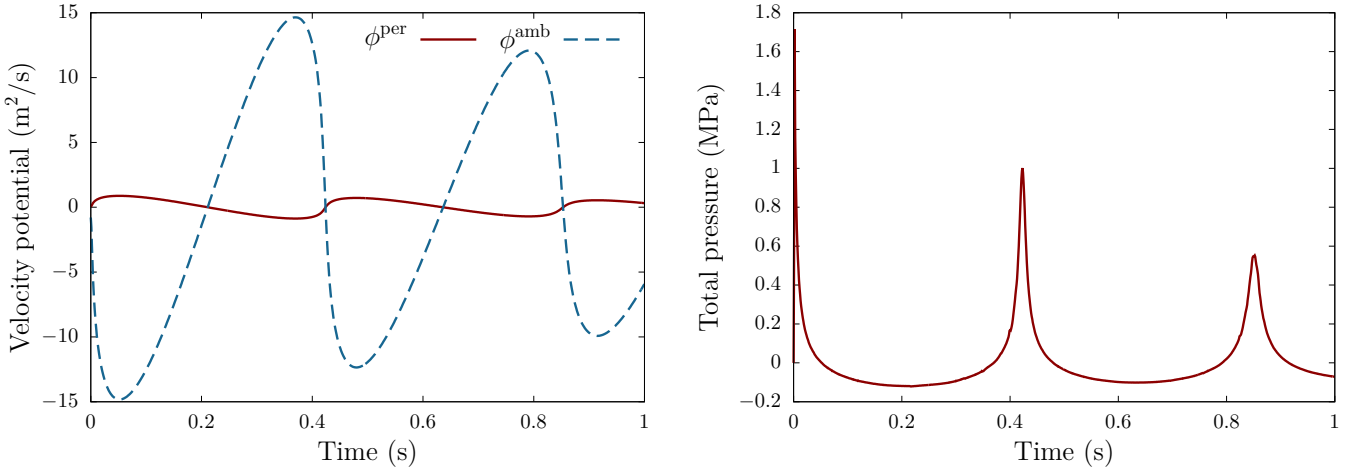 15
10
5
0
−5
−10
−15
0 0.2 0.4 0.6 0.8 1
Velocity potential (m²/s)
Time (s)
ϕ^per
ϕ^amb
1.8
1.6
1.4
1.2
1
0.8
0.6
0.4
0.2
0
−0.2
0 0.2 0.4 0.6 0.8 1
Total pressure (MPa)
Time (s)